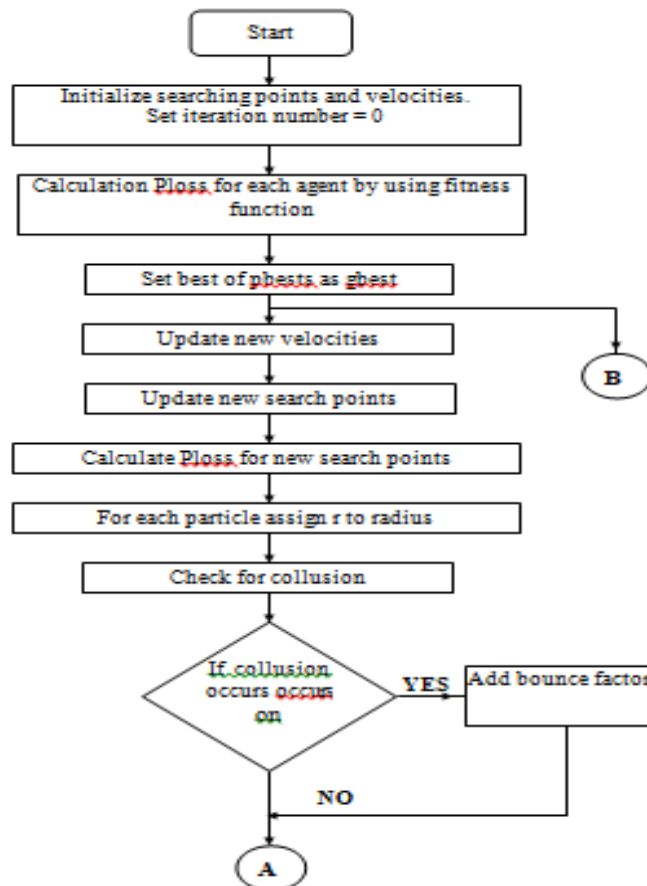 Start
Initialize searching points and velocities.
Set iteration number = 0
Calculation Ploss for each agent by using fitness
function
Set best of pbests as gbest
Update new velocities
B
Update new search points
Calculate Ploss for new search points
For each particle assign r to radius
Check for collusion
If collusion
occurs occurs
on
YES
Add bounce factor
NO
A